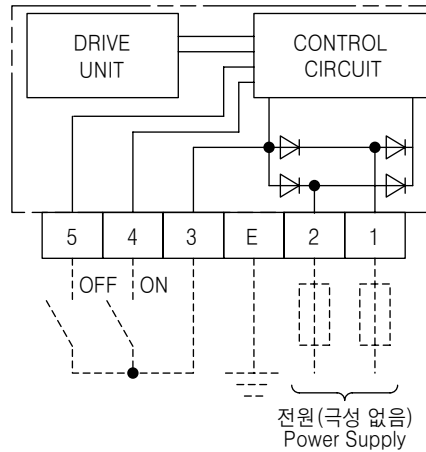 DRIVE
UNIT
CONTROL
CIRCUIT
5 4 3 E 2 1
OFF ON
전원(극성 없음)
Power Supply